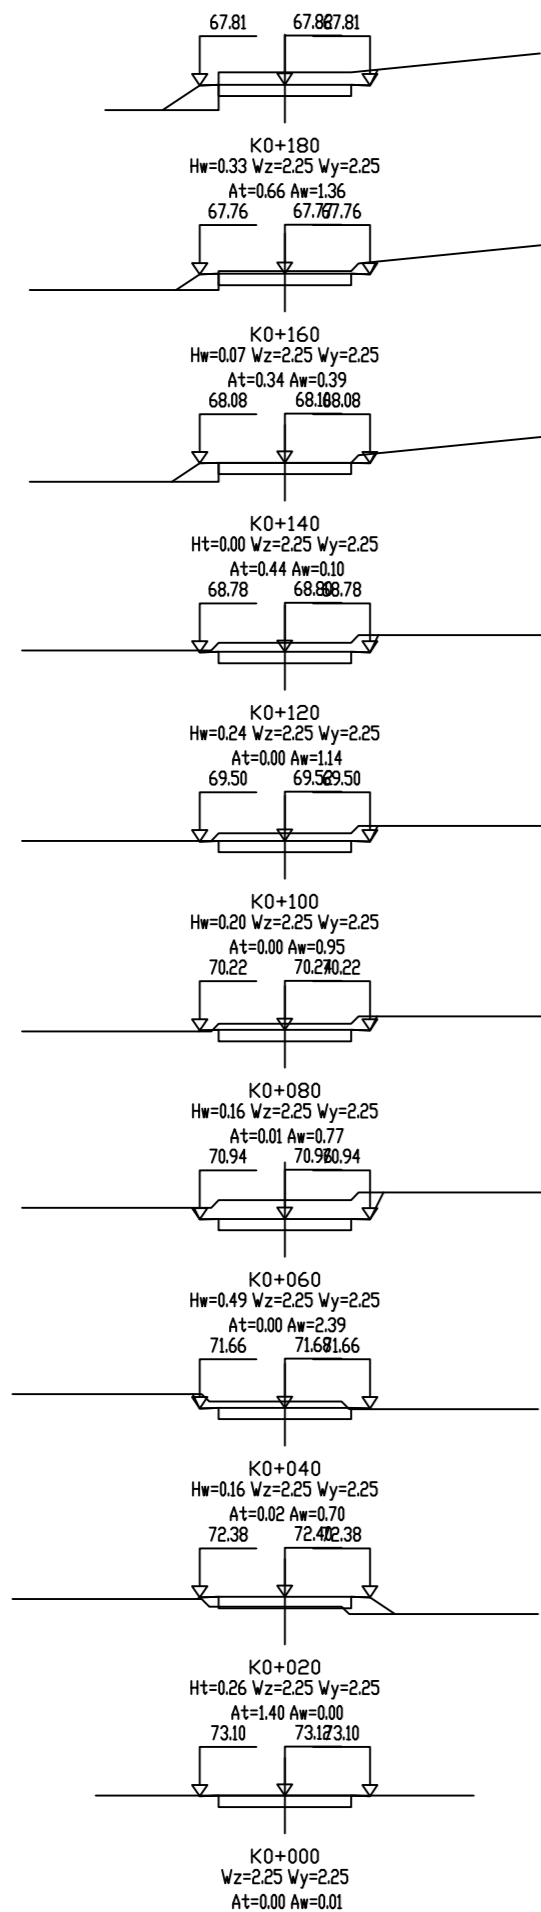 67.81 67.83 67.81
K0+180
Hw=0.33 Wz=2.25 Wy=2.25
At=0.66 Aw=1.36
67.76 67.77 67.76
K0+160
Hw=0.07 Wz=2.25 Wy=2.25
At=0.34 Aw=0.39
68.08 68.10 68.08
K0+140
Ht=0.00 Wz=2.25 Wy=2.25
At=0.44 Aw=0.10
68.78 68.80 68.78
K0+120
Hw=0.24 Wz=2.25 Wy=2.25
At=0.00 Aw=1.14
69.50 69.52 69.50
K0+100
Hw=0.20 Wz=2.25 Wy=2.25
At=0.00 Aw=0.95
70.22 70.24 70.22
K0+080
Hw=0.16 Wz=2.25 Wy=2.25
At=0.01 Aw=0.77
70.94 70.96 70.94
K0+060
Hw=0.49 Wz=2.25 Wy=2.25
At=0.00 Aw=2.39
71.66 71.68 71.66
K0+040
Hw=0.16 Wz=2.25 Wy=2.25
At=0.02 Aw=0.70
72.38 72.40 72.38
K0+020
Ht=0.26 Wz=2.25 Wy=2.25
At=1.40 Aw=0.00
73.10 73.12 73.10
K0+000
Wz=2.25 Wy=2.25
At=0.00 Aw=0.01